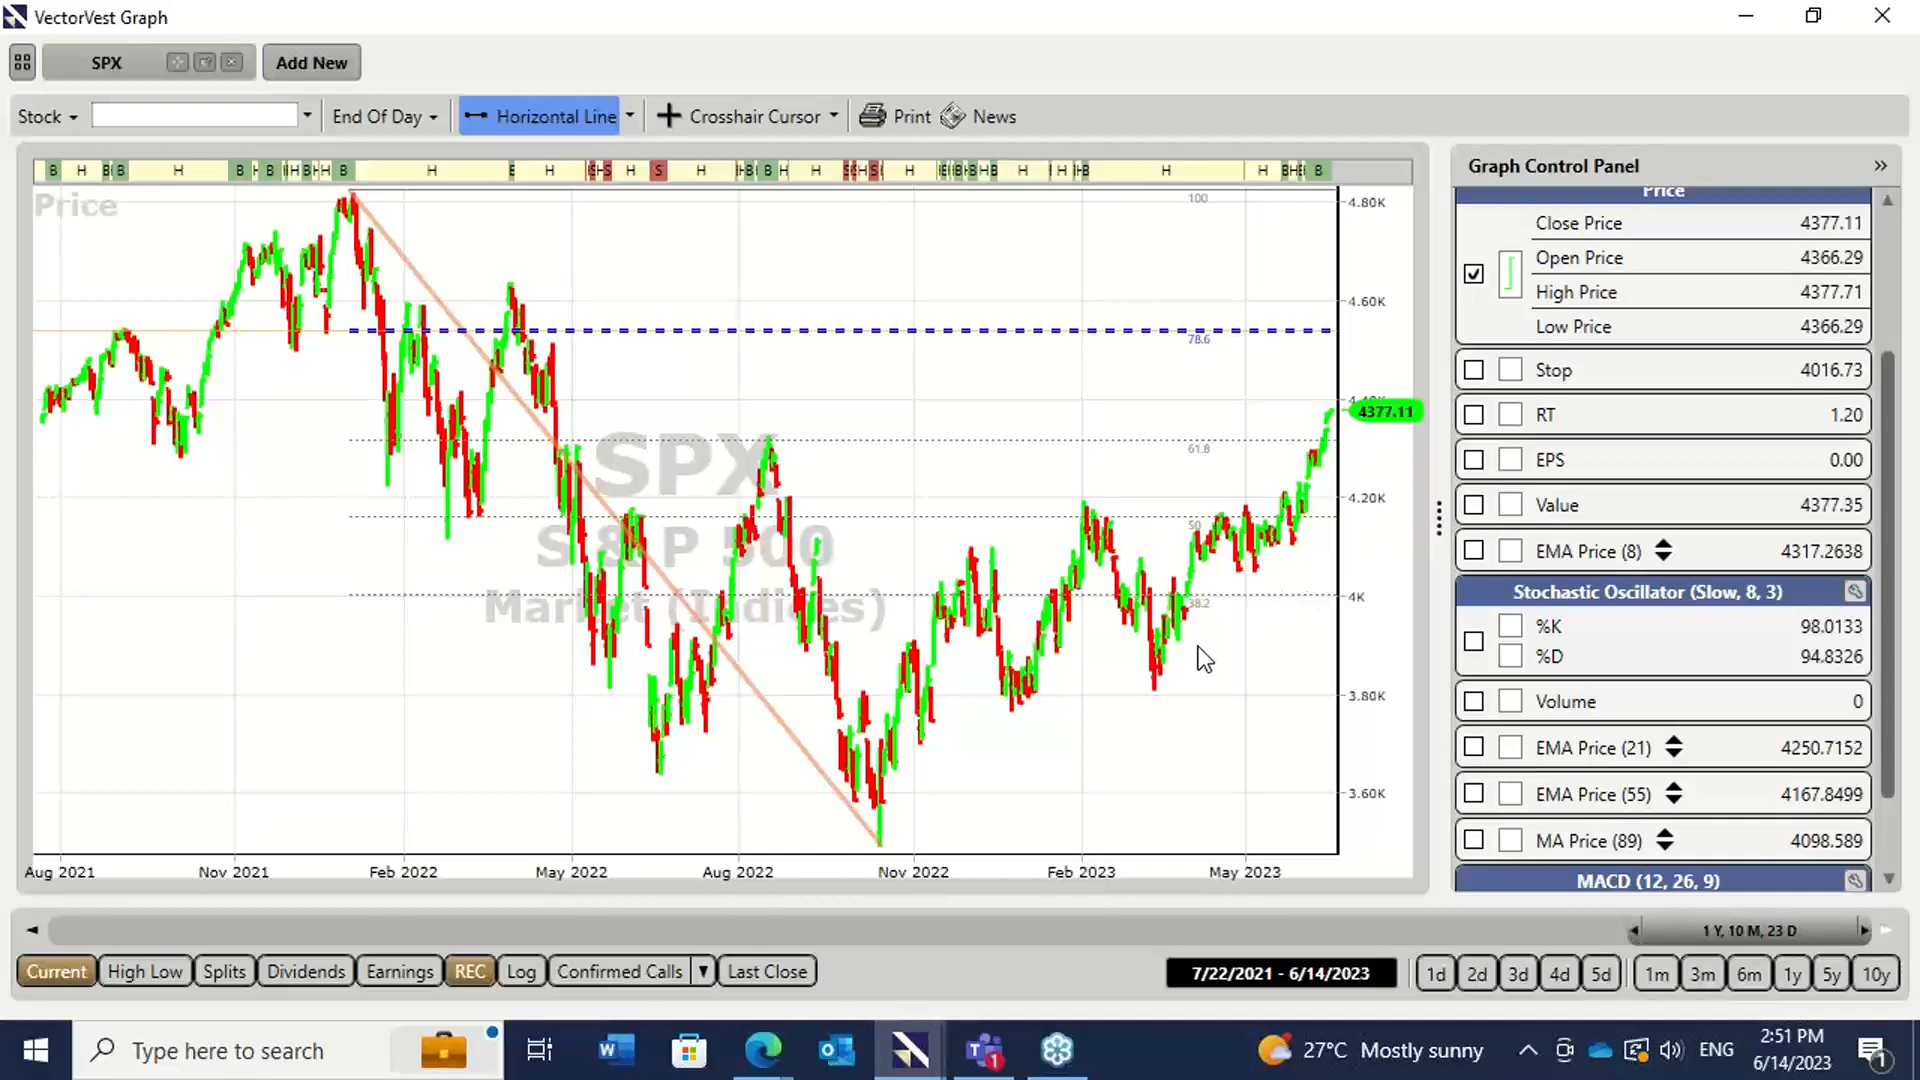 VectorVest Graph
SPX
Add New
Stock
End Of Day
Horizontal Line
Crosshair Cursor
Print
News
B H B B H B H B H H B H B H B H H S H S H S H B H B H H S H S H B H B H B H H H B H H B H B
Price
SPX
S & P 500
Market (Indices)
100
78.6
61.8
50
38.2
4.80K
4.60K
4377.11
4.20K
4K
3.80K
3.60K
Aug 2021 Nov 2021 Feb 2022 May 2022 Aug 2022 Nov 2022 Feb 2023 May 2023
Graph Control Panel
Price
Close Price 4377.11
Open Price 4366.29
High Price 4377.71
Low Price 4366.29
Stop 4016.73
RT 1.20
EPS 0.00
Value 4377.35
EMA Price (8) 4317.2638
Stochastic Oscillator (Slow, 8, 3)
%K 98.0133
%D 94.8326
Volume 0
EMA Price (21) 4250.7152
EMA Price (55) 4167.8499
MA Price (89) 4098.589
MACD (12, 26, 9)
1 Y, 10 M, 23 D
Current High Low Splits Dividends Earnings REC Log Confirmed Calls Last Close
7/22/2021 - 6/14/2023
1d 2d 3d 4d 5d 1m 3m 6m 1y 5y 10y
Type here to search
27°C Mostly sunny
ENG
2:51 PM
6/14/2023